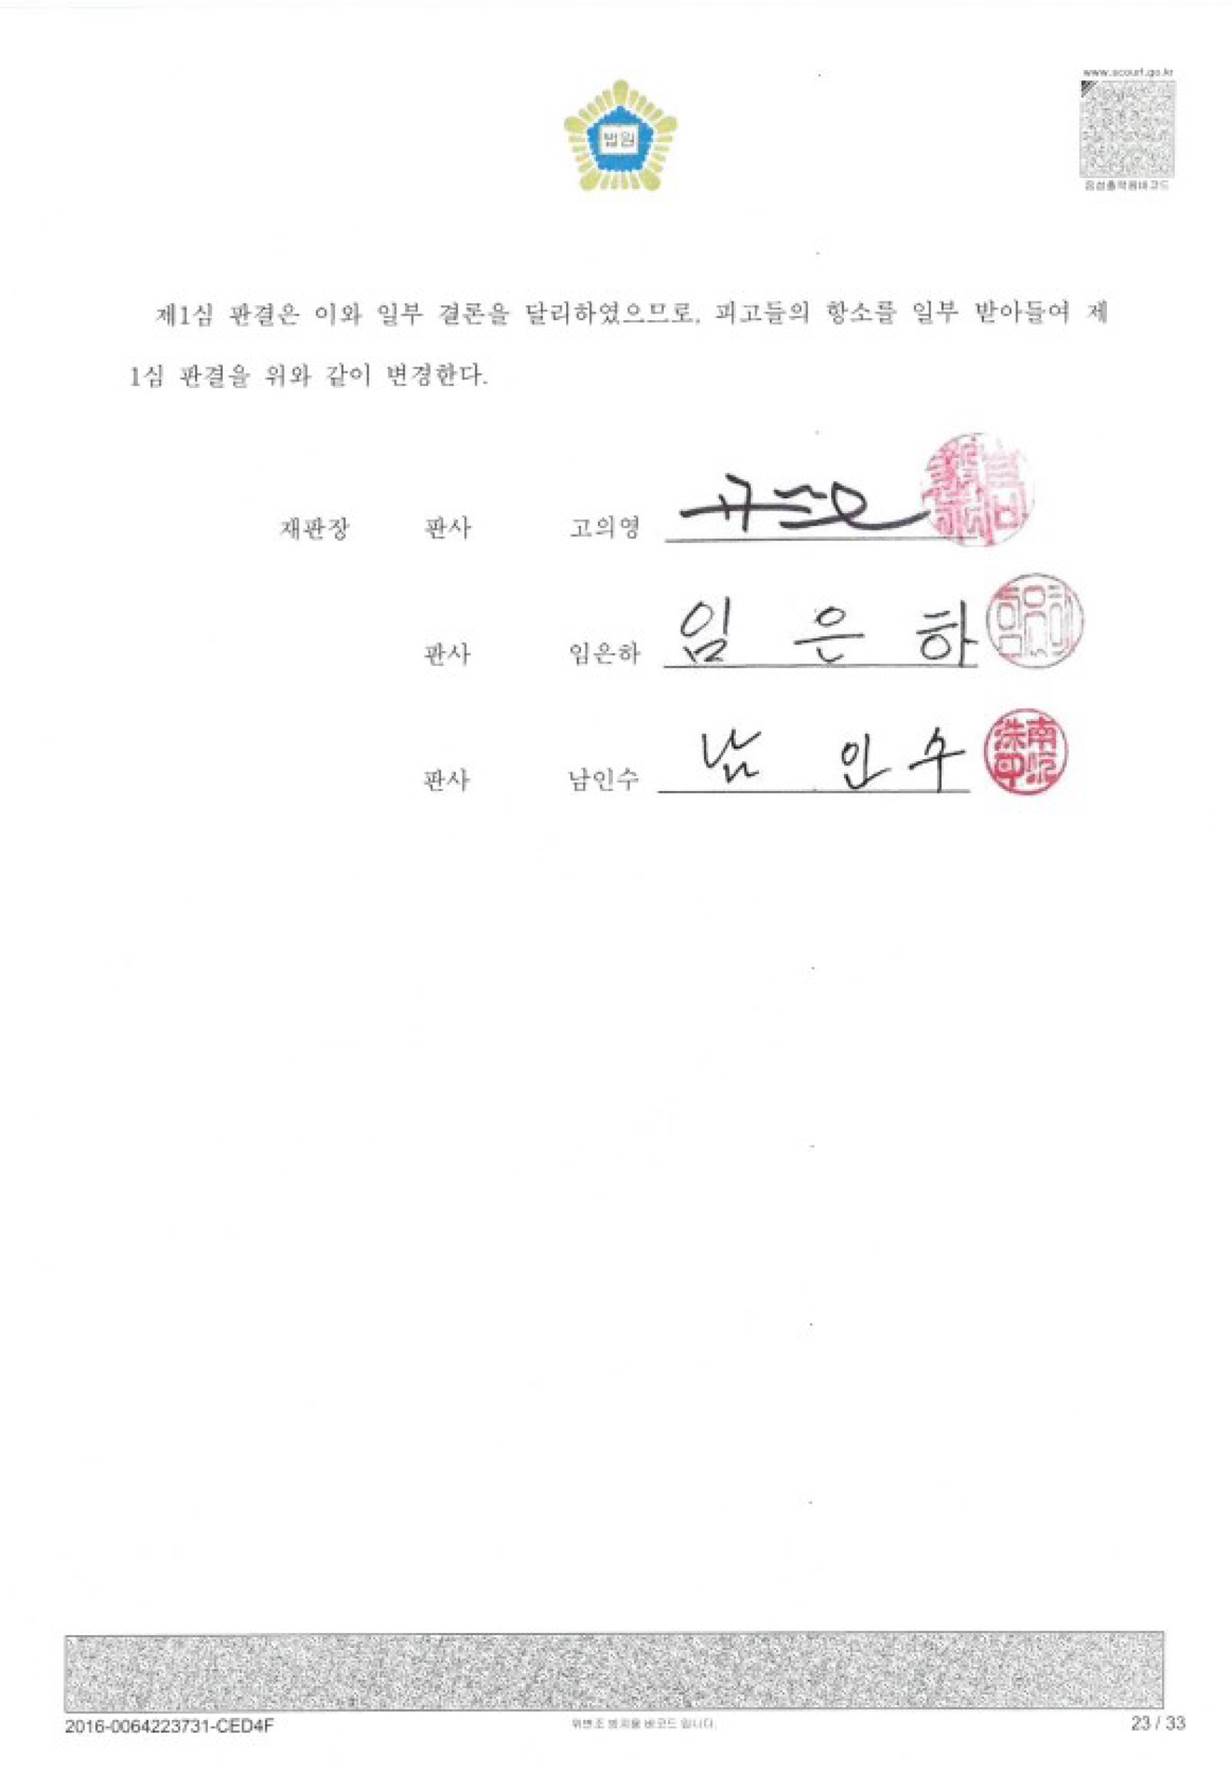 www.scourt.go.kr
법원
음성출력용바코드
제1심 판결은 이와 일부 결론을 달리하였으므로, 피고들의 항소를 일부 받아들여 제
1심 판결을 위와 같이 변경한다.
재판장 판사 고의영
판사 임은하 임은하
판사 남인수 남인수
2016-0064223731-CED4F
위변조 방지용 바코드 입니다.
23 / 33